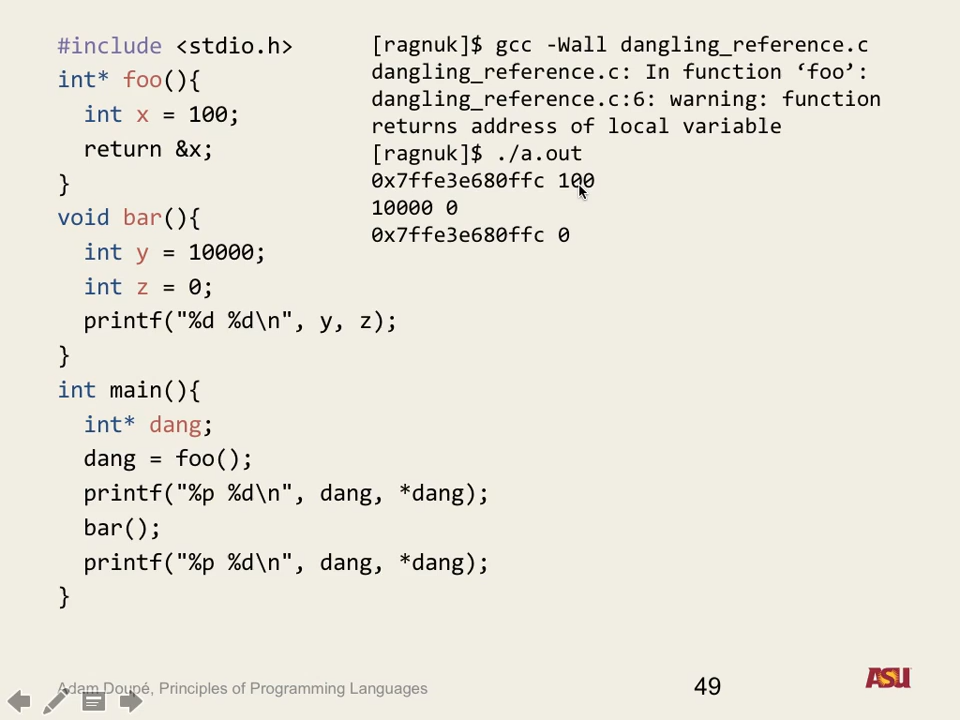 #include <stdio.h>
int* foo(){
  int x = 100;
  return &x;
}
void bar(){
  int y = 10000;
  int z = 0;
  printf("%d %d\n", y, z);
}
int main(){
  int* dang;
  dang = foo();
  printf("%p %d\n", dang, *dang);
  bar();
  printf("%p %d\n", dang, *dang);
}
[ragnuk]$ gcc -Wall dangling_reference.c
dangling_reference.c: In function ‘foo’:
dangling_reference.c:6: warning: function
returns address of local variable
[ragnuk]$ ./a.out
0x7ffe3e680ffc 100
10000 0
0x7ffe3e680ffc 0
Adam Doupé, Principles of Programming Languages
49
ASU